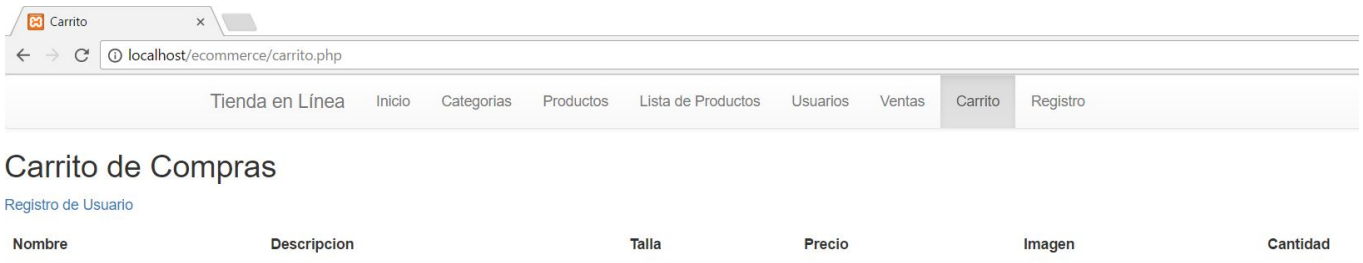 Carrito
localhost/ecommerce/carrito.php
Tienda en Línea Inicio Categorias Productos Lista de Productos Usuarios Ventas Carrito Registro
Carrito de Compras
Registro de Usuario
Nombre Descripcion Talla Precio Imagen Cantidad